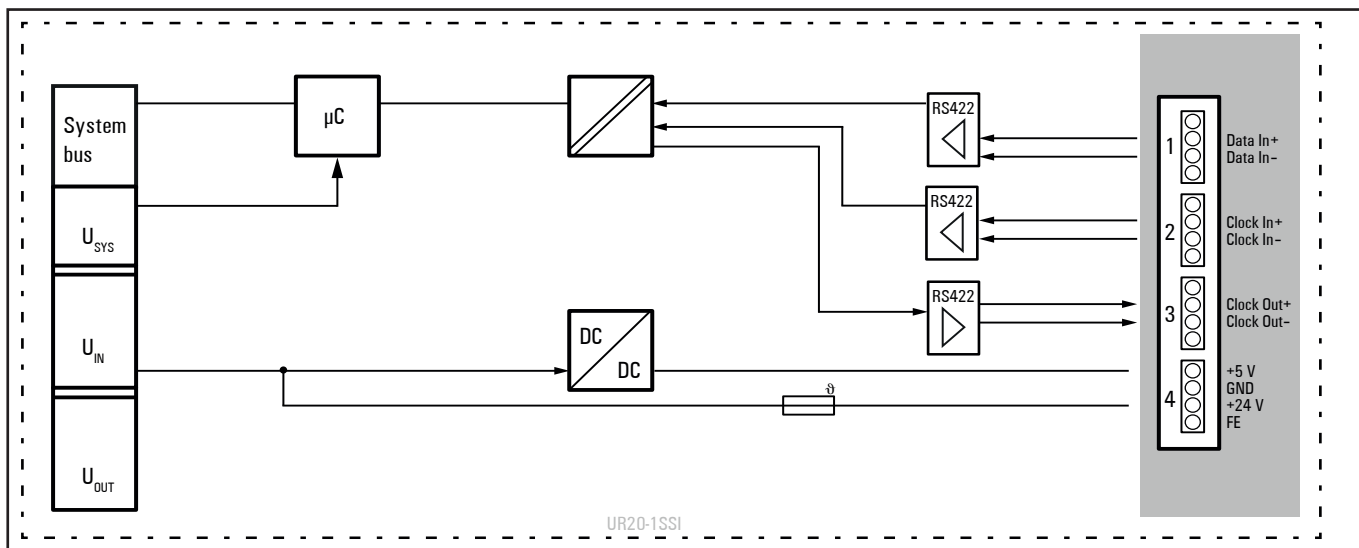 System
bus
U SYS
U IN
U OUT
µC
DC
DC
ϑ
RS422
RS422
RS422
1
Data In+
Data In-
2
Clock In+
Clock In-
3
Clock Out+
Clock Out-
4
+5 V
GND
+24 V
FE
UR20-1SSI